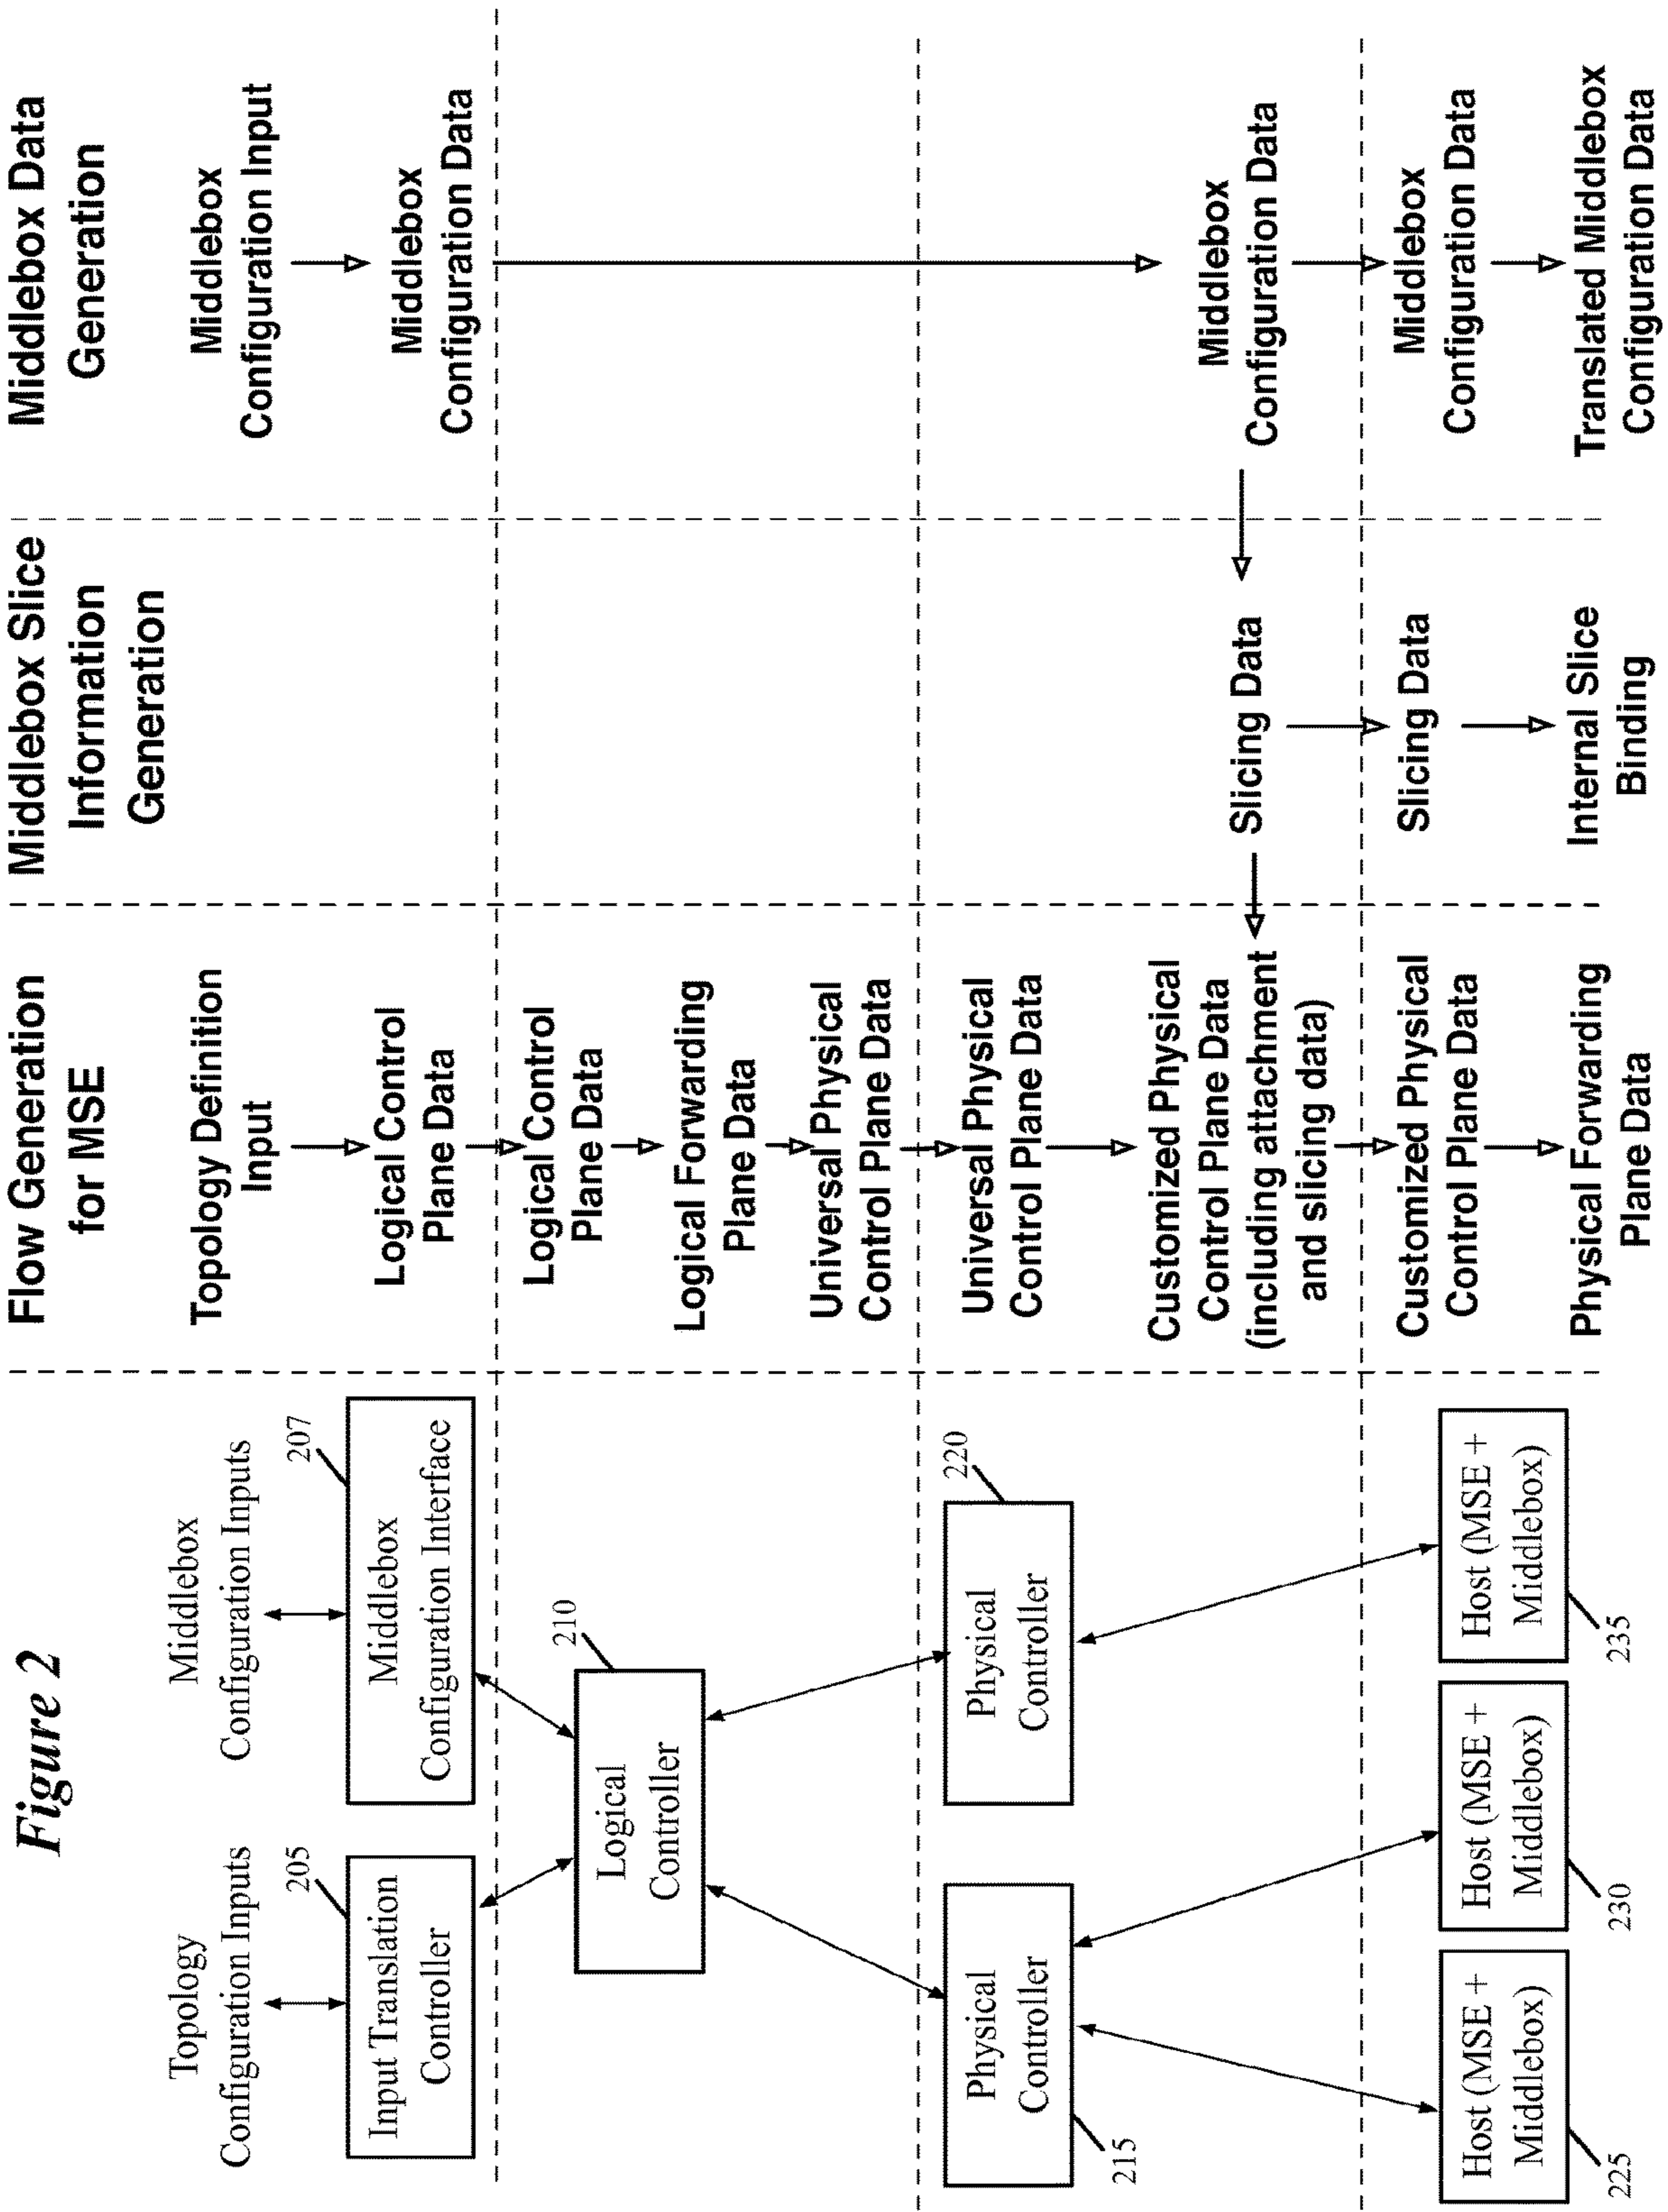 Figure 2
Topology
Configuration Inputs
Middlebox
Configuration Inputs
205
Input Translation
Controller
207
Middlebox
Configuration Interface
210
Logical
Controller
Physical
Controller
215
220
Physical
Controller
Host (MSE +
Middlebox)
225
Host (MSE +
Middlebox)
230
Host (MSE +
Middlebox)
235
Flow Generation
for MSE
Topology Definition
Input
Logical Control
Plane Data
Logical Control
Plane Data
Logical Forwarding
Plane Data
Universal Physical
Control Plane Data
Universal Physical
Control Plane Data
Customized Physical
Control Plane Data
(including attachment
and slicing data)
Customized Physical
Control Plane Data
Physical Forwarding
Plane Data
Middlebox Slice
Information
Generation
Slicing Data
Slicing Data
Internal Slice
Binding
Middlebox Data
Generation
Middlebox
Configuration Input
Middlebox
Configuration Data
Middlebox
Configuration Data
Middlebox
Configuration Data
Translated Middlebox
Configuration Data